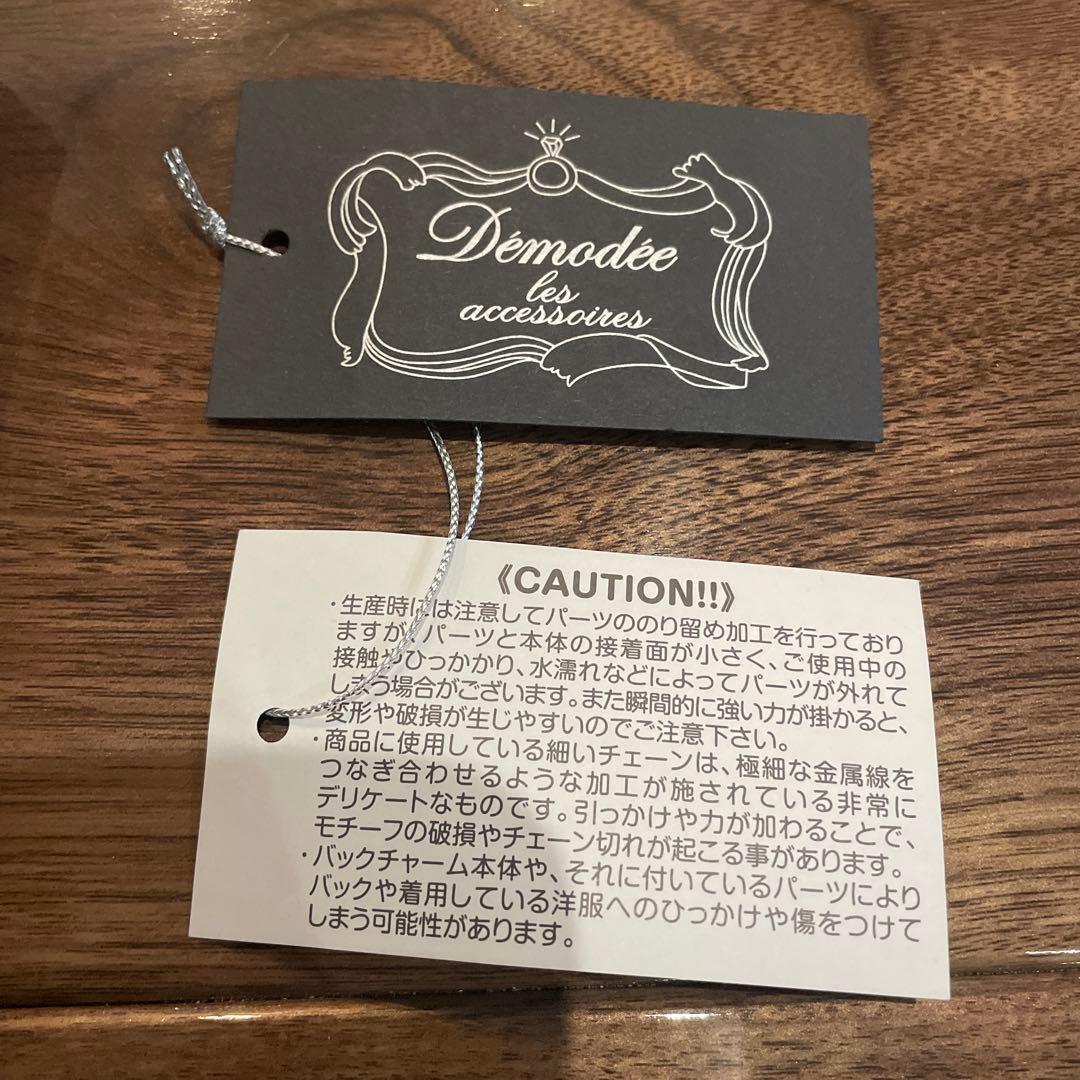 Démodée
les
accessoires
《CAUTION!!》
・生産時には注意してパーツののり留め加工を行っており
ますが、パーツと本体の接着面が小さく、ご使用中の
接触やひっかかり、水濡れなどによってパーツが外れて
しまう場合がございます。また瞬間的に強い力が掛かると、
変形や破損が生じやすいのでご注意下さい。
・商品に使用している細いチェーンは、極細な金属線を
つなぎ合わせるような加工が施されている非常に
デリケートなものです。引っかけや力が加わることで、
モチーフの破損やチェーン切れが起こる事があります。
・バックチャーム本体や、それに付いているパーツにより
バックや着用している洋服へのひっかけや傷をつけて
しまう可能性があります。